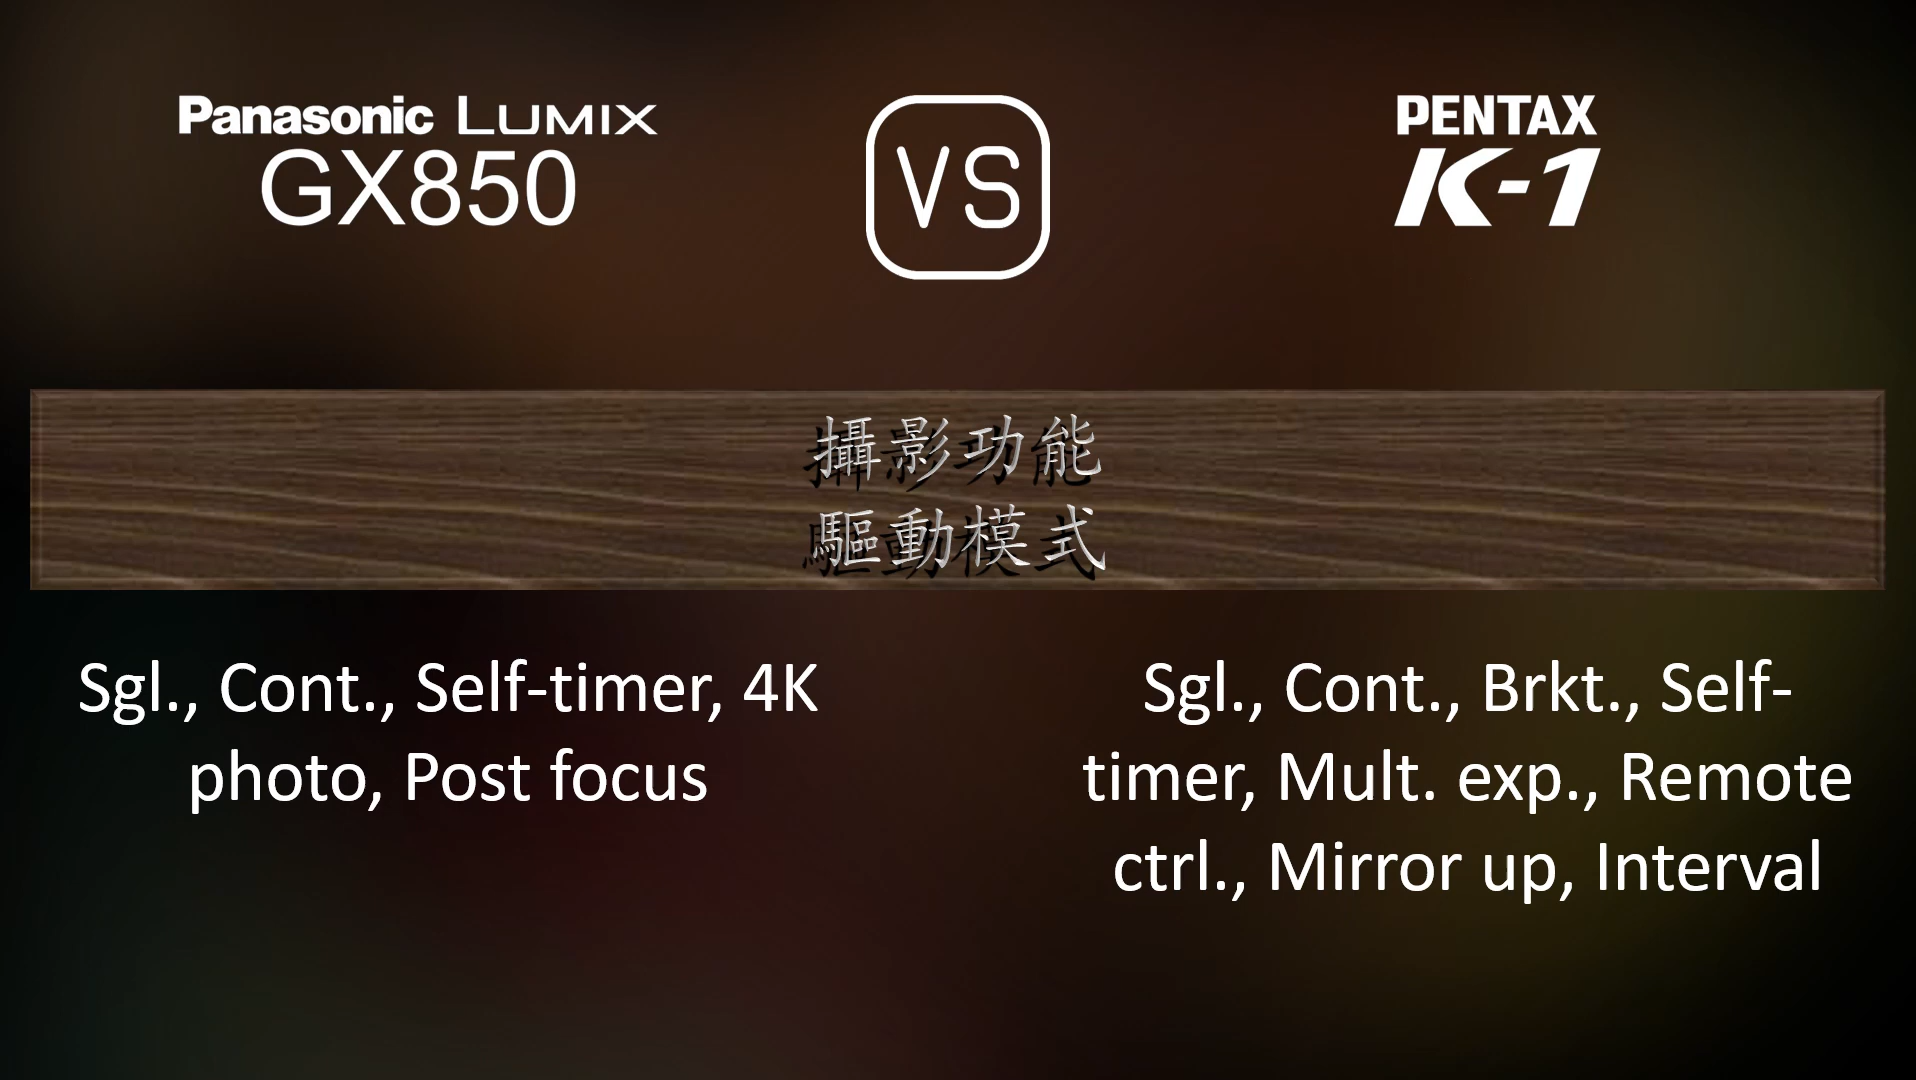 Panasonic LUMIX
GX850
VS
PENTAX
K-1
攝影功能
驅動模式
Sgl., Cont., Self-timer, 4K
photo, Post focus
Sgl., Cont., Brkt., Self-
timer, Mult. exp., Remote
ctrl., Mirror up, Interval